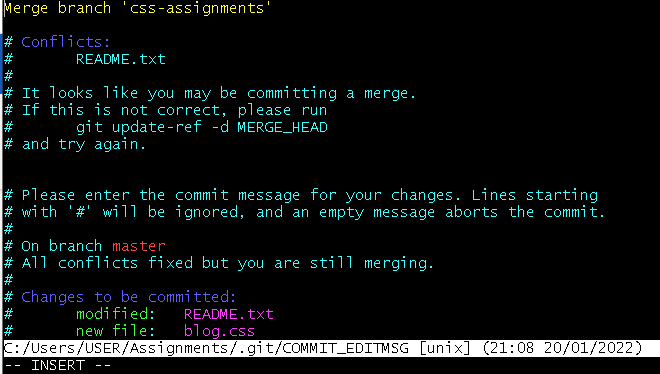 Merge branch 'css-assignments'
# Conflicts:
#       README.txt
#
# It looks like you may be committing a merge.
# If this is not correct, please run
#       git update-ref -d MERGE_HEAD
# and try again.
# Please enter the commit message for your changes. Lines starting
# with '#' will be ignored, and an empty message aborts the commit.
#
# On branch master
# All conflicts fixed but you are still merging.
#
# Changes to be committed:
#       modified:   README.txt
#       new file:   blog.css
C:/Users/USER/Assignments/.git/COMMIT_EDITMSG [unix] (21:08 20/01/2022)
-- INSERT --